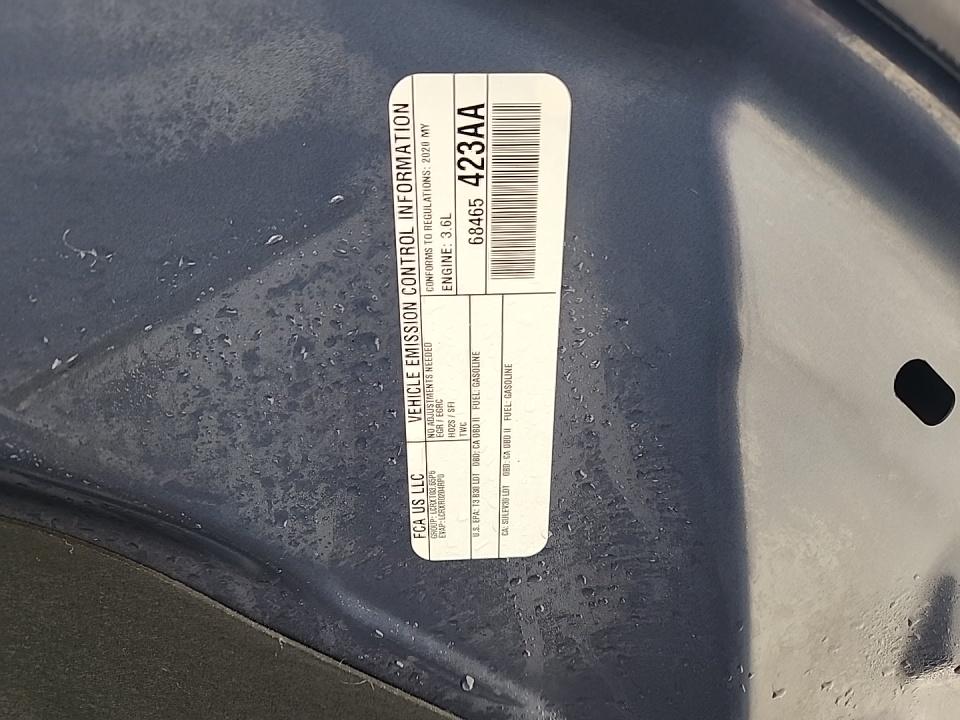 FCA US LLC VEHICLE EMISSION CONTROL INFORMATION
NO ADJUSTMENTS NEEDED
EGR / EGRC
HO2S / SFI
TWC
CONFORMS TO REGULATIONS: 2020 MY
ENGINE: 3.6L
68465 423AA
U.S. EPA: T3 B30 LDT OBD: CA OBD II FUEL: GASOLINE
CA: SULEV30 LDT OBD: CA OBD II FUEL: GASOLINE
GROUP:
EVAP: